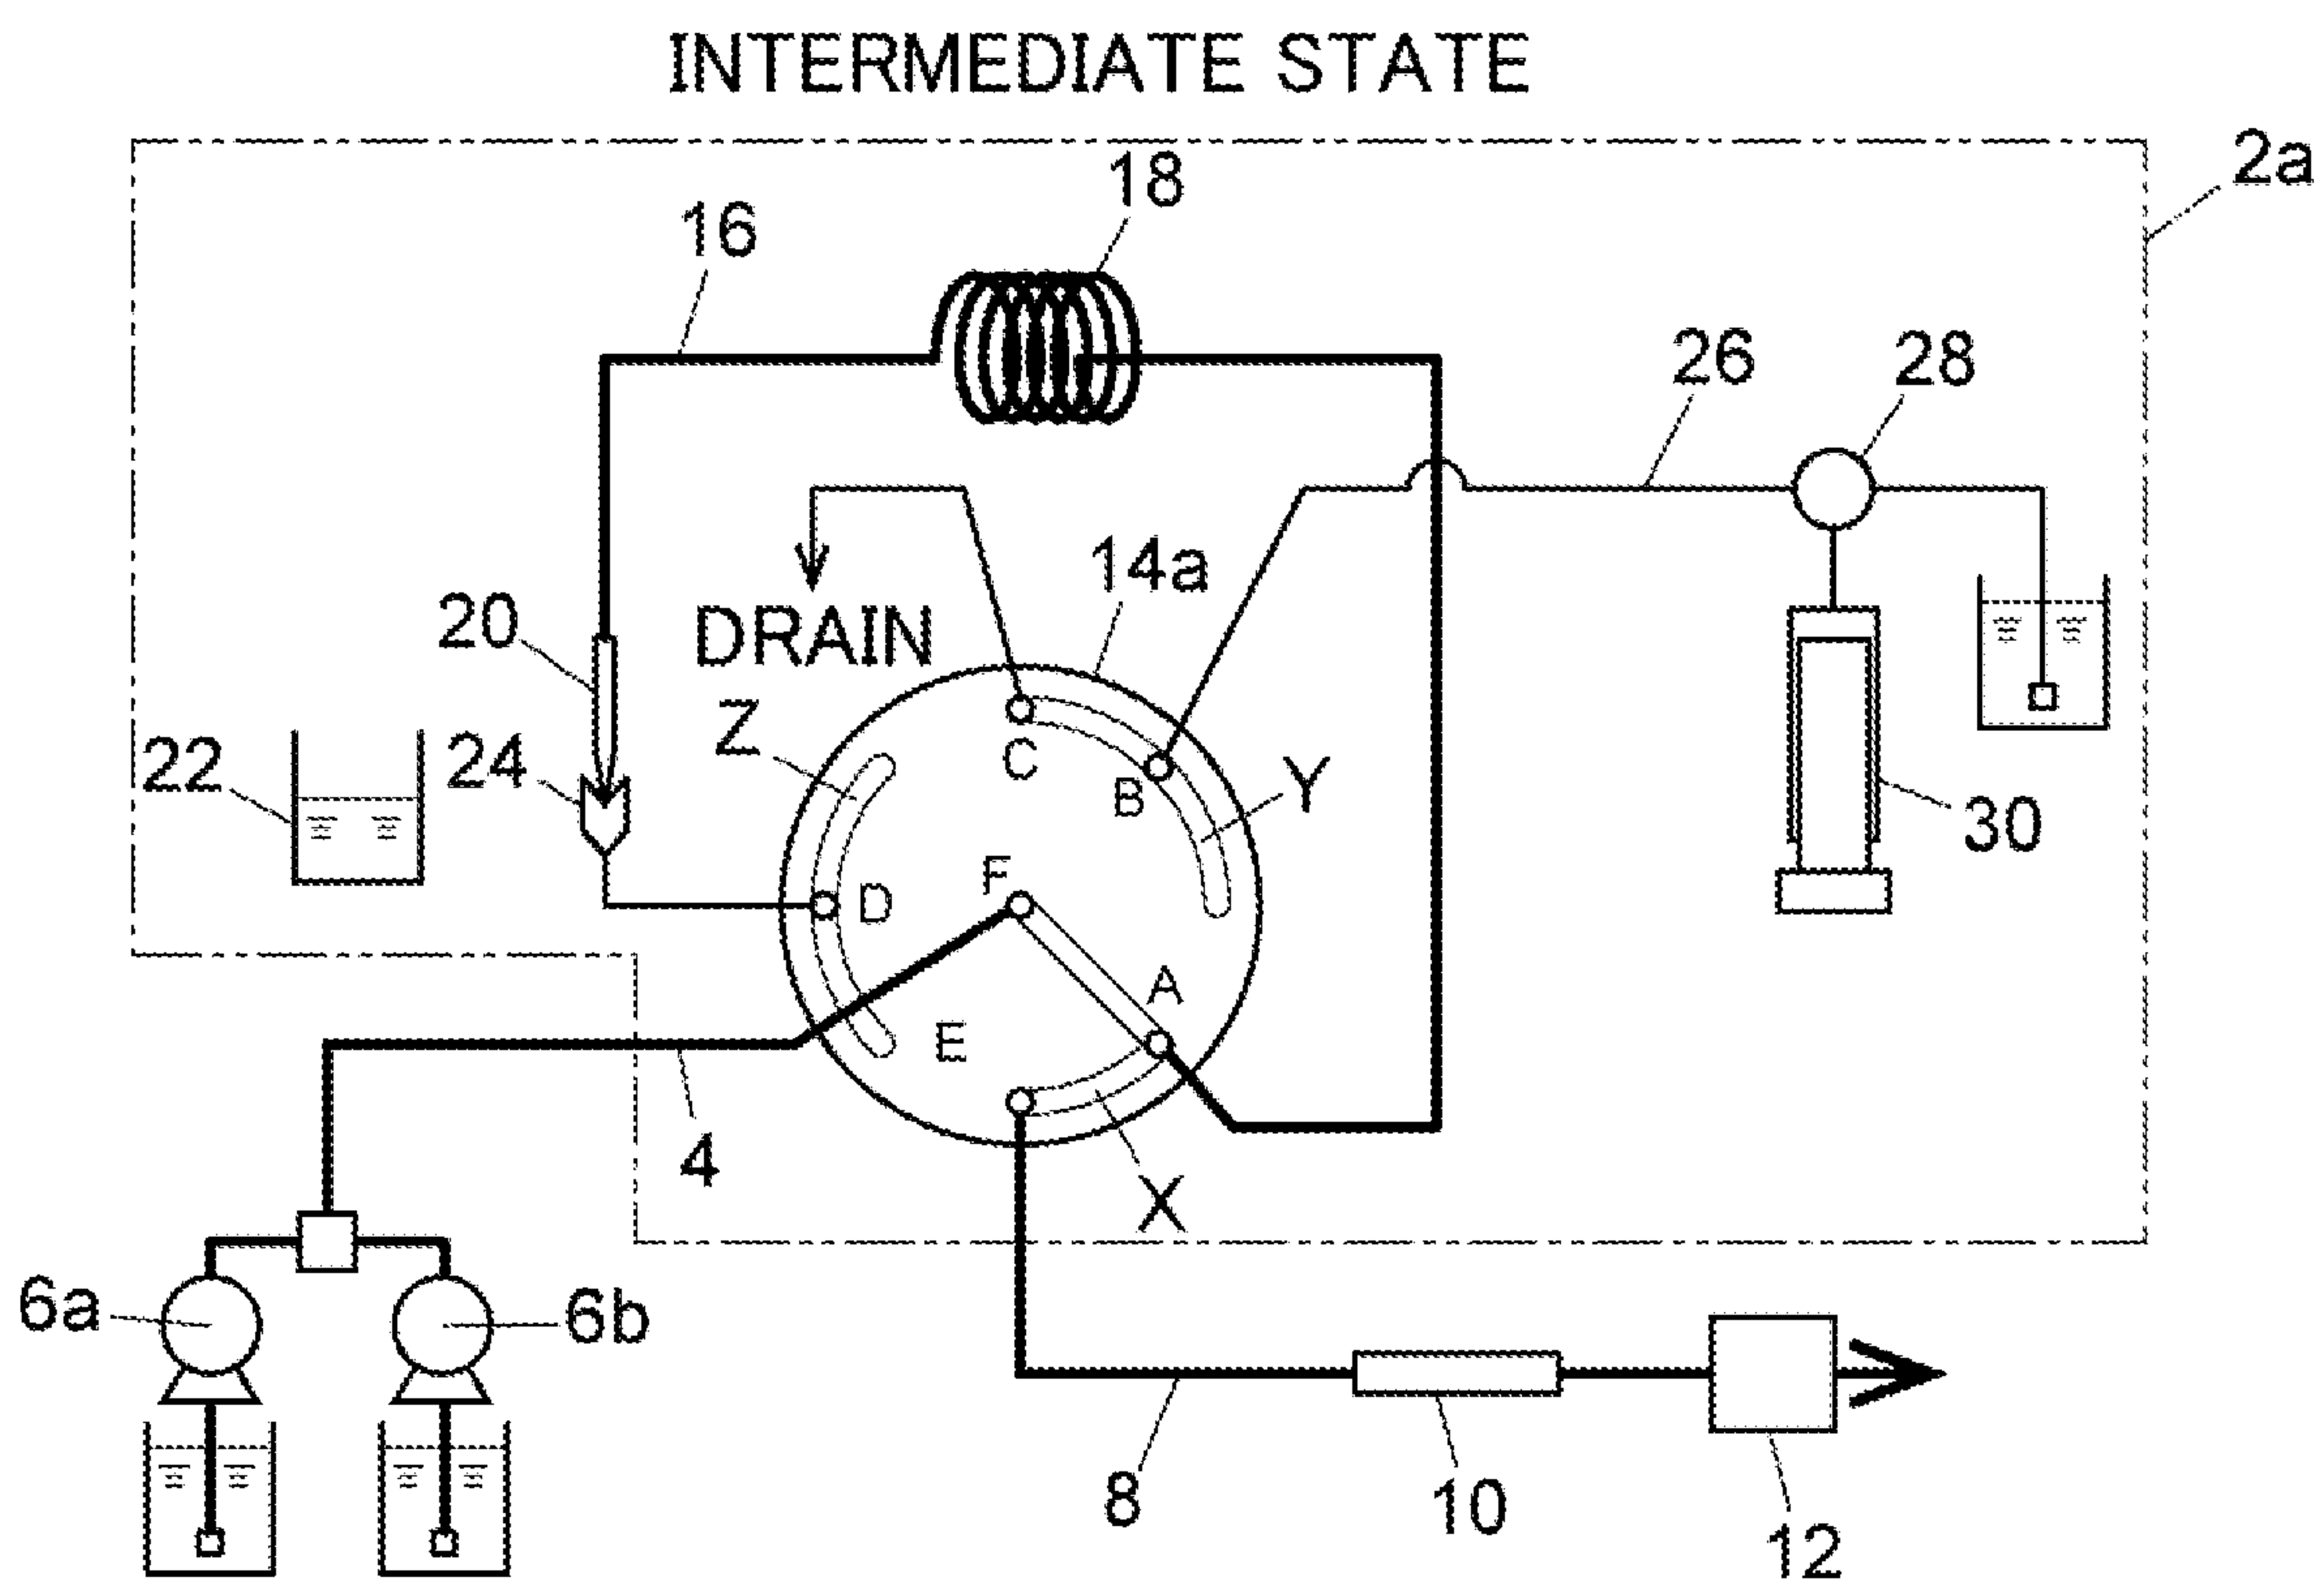 INTERMEDIATE STATE
2a
18
16
26
28
14a
20
DRAIN
Z
22
24
C
B
Y
30
F
D
A
E
4
X
6a
6b
8
10
12